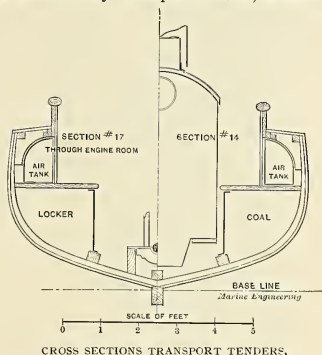 SECTION #17
THROUGH ENGINE ROOM
SECTION #14
AIR
TANK
AIR
TANK
LOCKER
COAL
BASE LINE
Marine Engineering
SCALE OF FEET
0 1 2 3 4 5
CROSS SECTIONS TRANSPORT TENDERS.